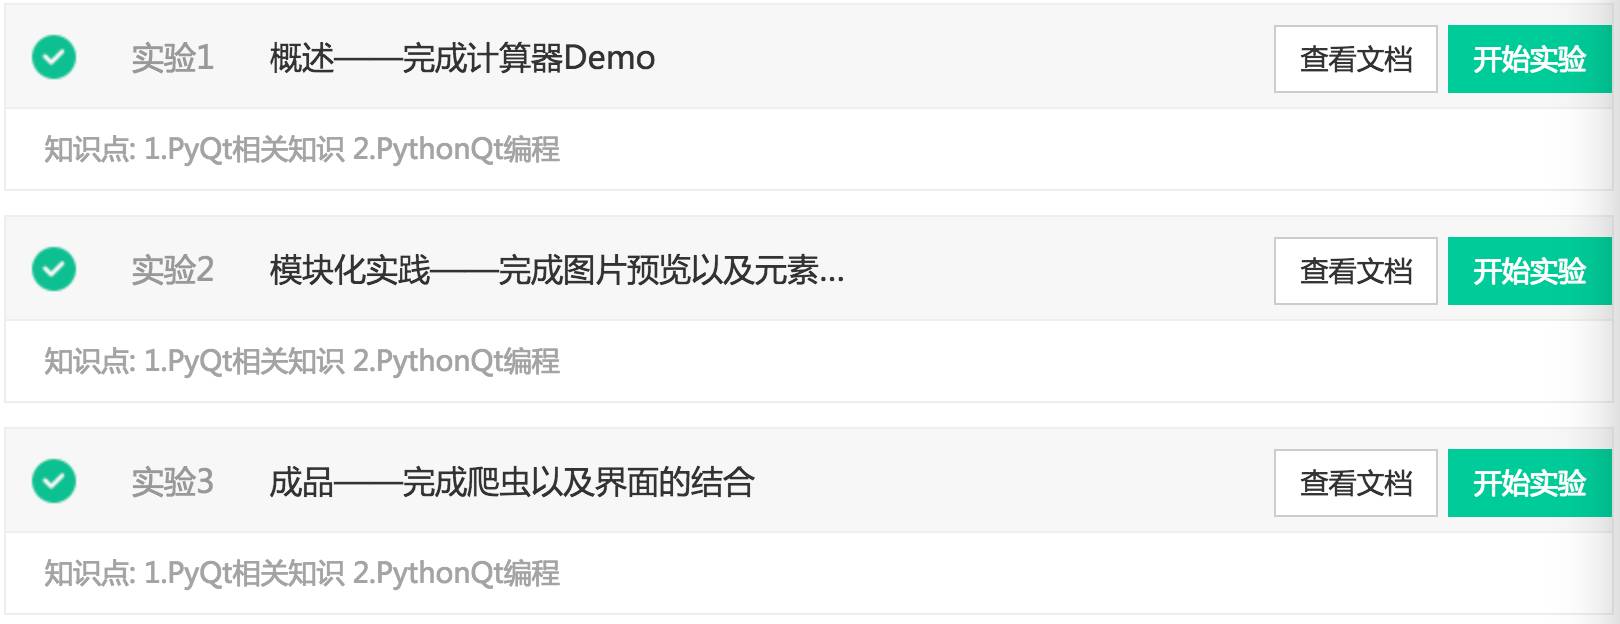 实验1 概述——完成计算器Demo 查看文档 开始实验
知识点: 1.PyQt相关知识 2.PythonQt编程
实验2 模块化实践——完成图片预览以及元素... 查看文档 开始实验
知识点: 1.PyQt相关知识 2.PythonQt编程
实验3 成品——完成爬虫以及界面的结合 查看文档 开始实验
知识点: 1.PyQt相关知识 2.PythonQt编程